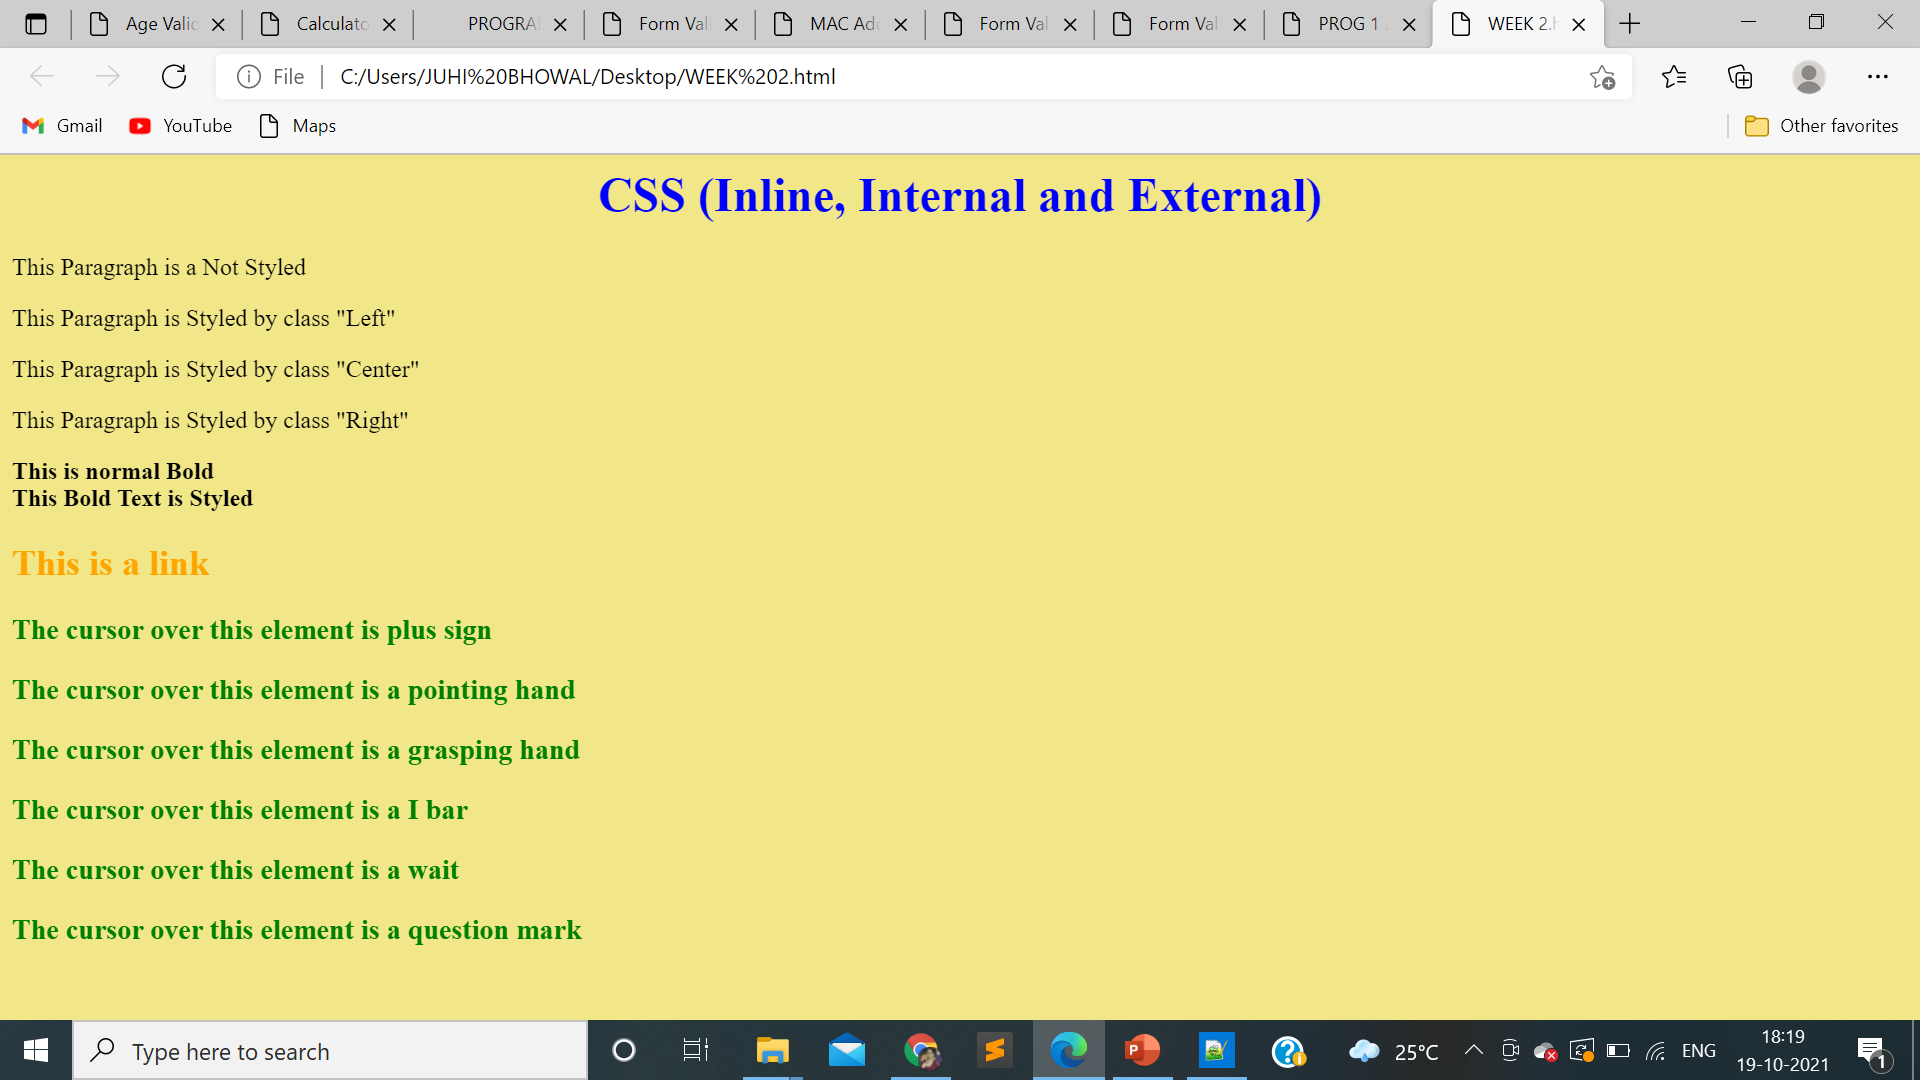 Age Valid
Calculato
PROGRA
Form Vali
MAC Add
Form Val
Form Val
PROG 1 .
WEEK 2.h
File
C:/Users/JUHI%20BHOWAL/Desktop/WEEK%202.html
Gmail
YouTube
Maps
Other favorites
CSS (Inline, Internal and External)
This Paragraph is a Not Styled
This Paragraph is Styled by class "Left"
This Paragraph is Styled by class "Center"
This Paragraph is Styled by class "Right"
This is normal Bold
This Bold Text is Styled
This is a link
The cursor over this element is plus sign
The cursor over this element is a pointing hand
The cursor over this element is a grasping hand
The cursor over this element is a I bar
The cursor over this element is a wait
The cursor over this element is a question mark
Type here to search
25°C
ENG
18:19
19-10-2021
1